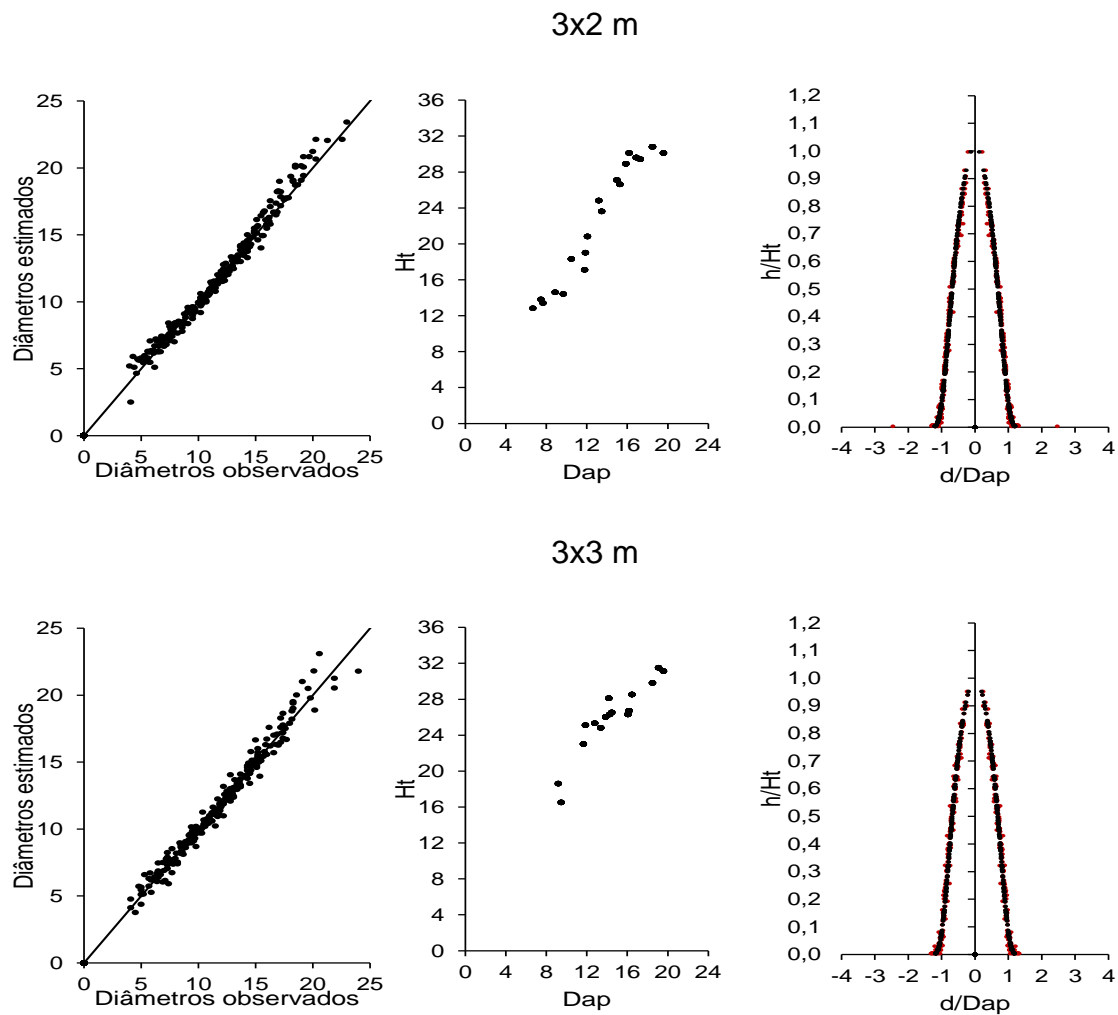 3x2 m
25
20
15
10
5
0
Diâmetros estimados
0 5 10 15 20 25
Diâmetros observados
36
32
28
24
20
16
12
8
4
0
Ht
0 4 8 12 16 20 24
Dap
1,2
1,1
1,0
0,9
0,8
0,7
0,6
0,5
0,4
0,3
0,2
0,1
0,0
h/Ht
-4 -3 -2 -1 0 1 2 3 4
d/Dap
3x3 m
25
20
15
10
5
0
Diâmetros estimados
0 5 10 15 20 25
Diâmetros observados
36
32
28
24
20
16
12
8
4
0
Ht
0 4 8 12 16 20 24
Dap
1,2
1,1
1,0
0,9
0,8
0,7
0,6
0,5
0,4
0,3
0,2
0,1
0,0
h/Ht
-4 -3 -2 -1 0 1 2 3 4
d/Dap